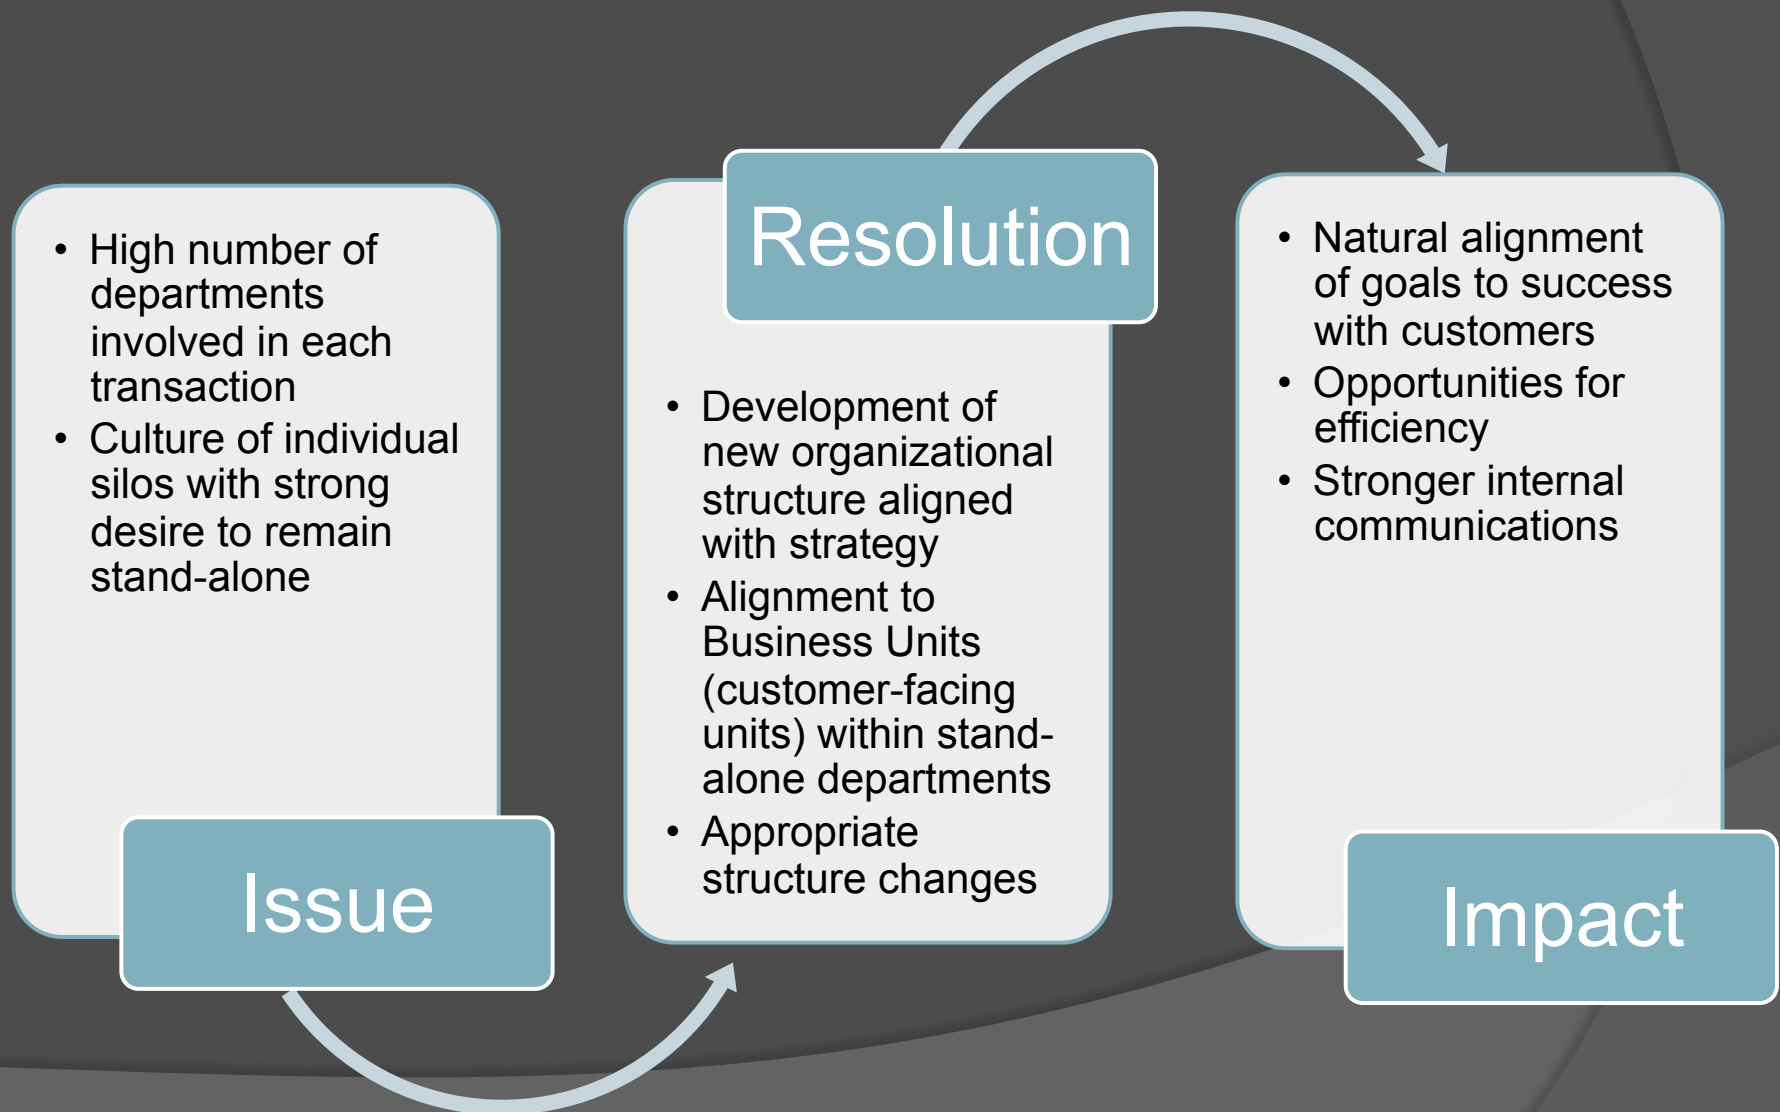 • High number of
departments
involved in each
transaction
• Culture of individual
silos with strong
desire to remain
stand-alone
Issue
Resolution
• Development of
new organizational
structure aligned
with strategy
• Alignment to
Business Units
(customer-facing
units) within stand-
alone departments
• Appropriate
structure changes
• Natural alignment
of goals to success
with customers
• Opportunities for
efficiency
• Stronger internal
communications
Impact